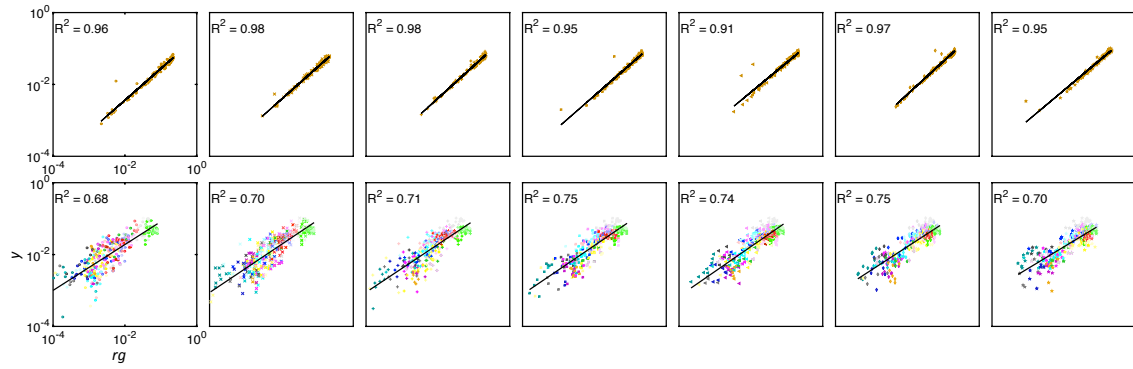 10^0
R^2 = 0.96 R^2 = 0.98 R^2 = 0.98 R^2 = 0.95 R^2 = 0.91 R^2 = 0.97 R^2 = 0.95
10^-2
10^-4
10^-4 10^-2 10^0
10^0
R^2 = 0.68 R^2 = 0.70 R^2 = 0.71 R^2 = 0.75 R^2 = 0.74 R^2 = 0.75 R^2 = 0.70
y 10^-2
10^-4
10^-4 10^-2 10^0
rg